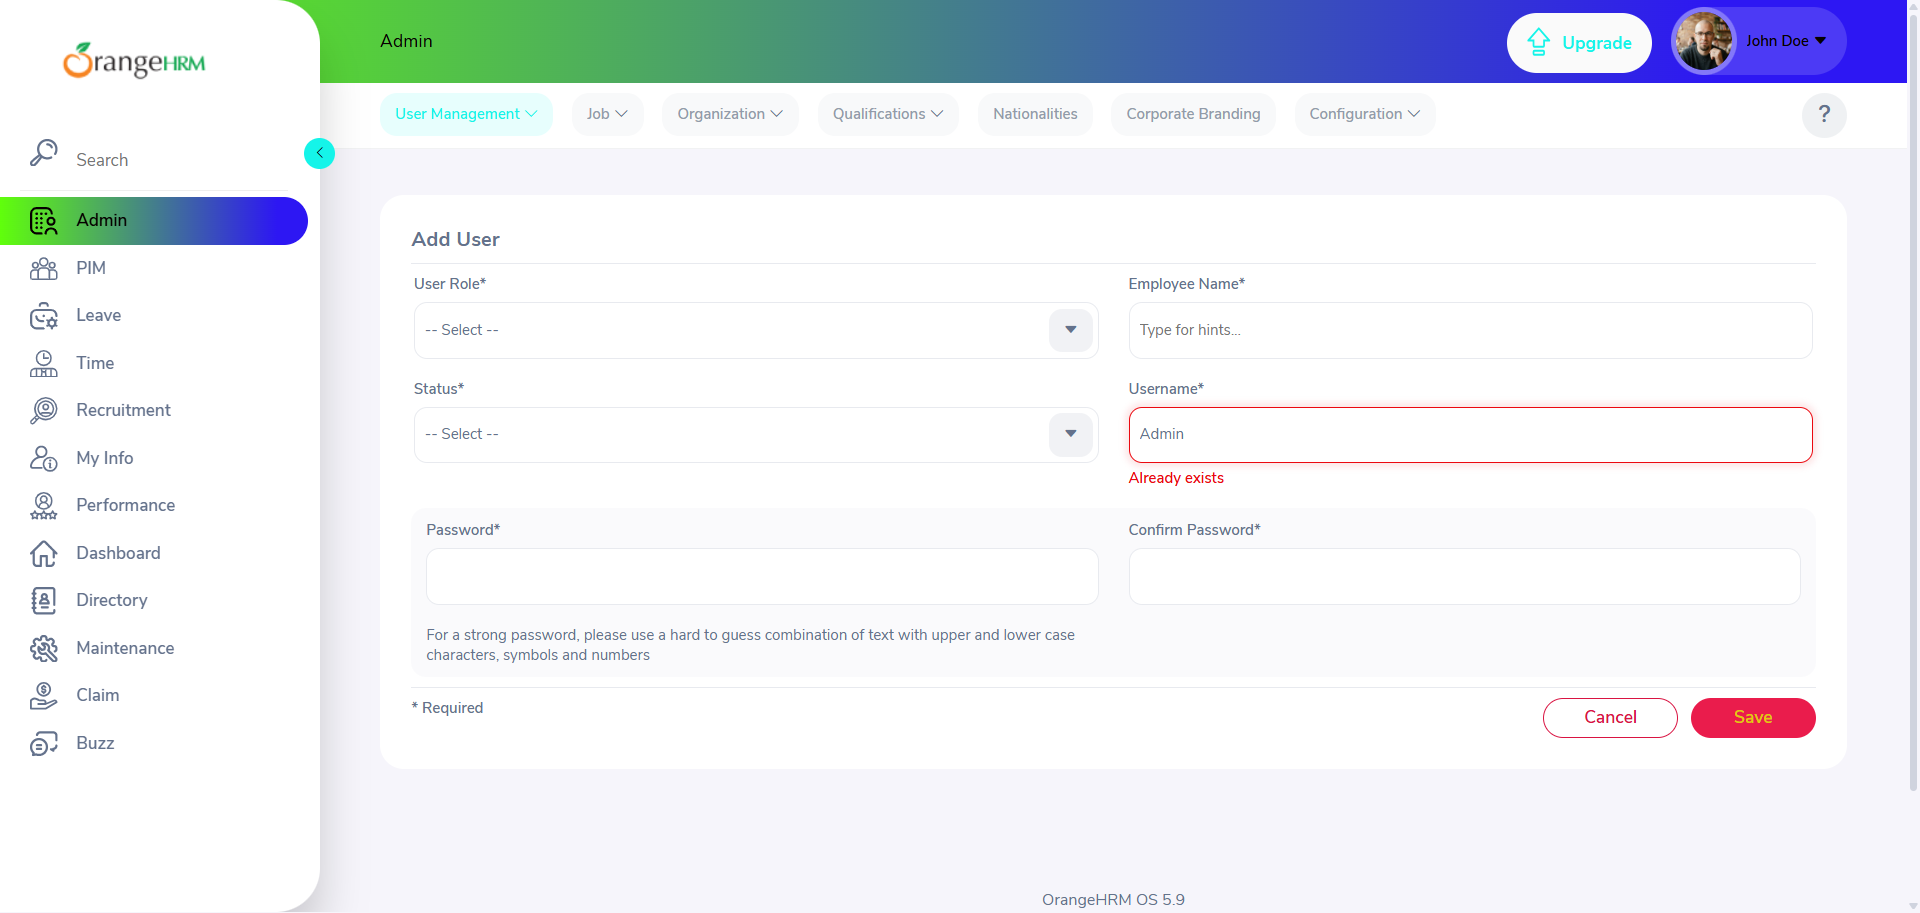 OrangeHRM
Admin
Upgrade
John Doe
User Management
Job
Organization
Qualifications
Nationalities
Corporate Branding
Configuration
?
Search
Admin
PIM
Leave
Time
Recruitment
My Info
Performance
Dashboard
Directory
Maintenance
Claim
Buzz
Add User
User Role*
Employee Name*
-- Select --
Type for hints...
Status*
Username*
-- Select --
Admin
Already exists
Password*
Confirm Password*
For a strong password, please use a hard to guess combination of text with upper and lower case
characters, symbols and numbers
* Required
Cancel
Save
OrangeHRM OS 5.9